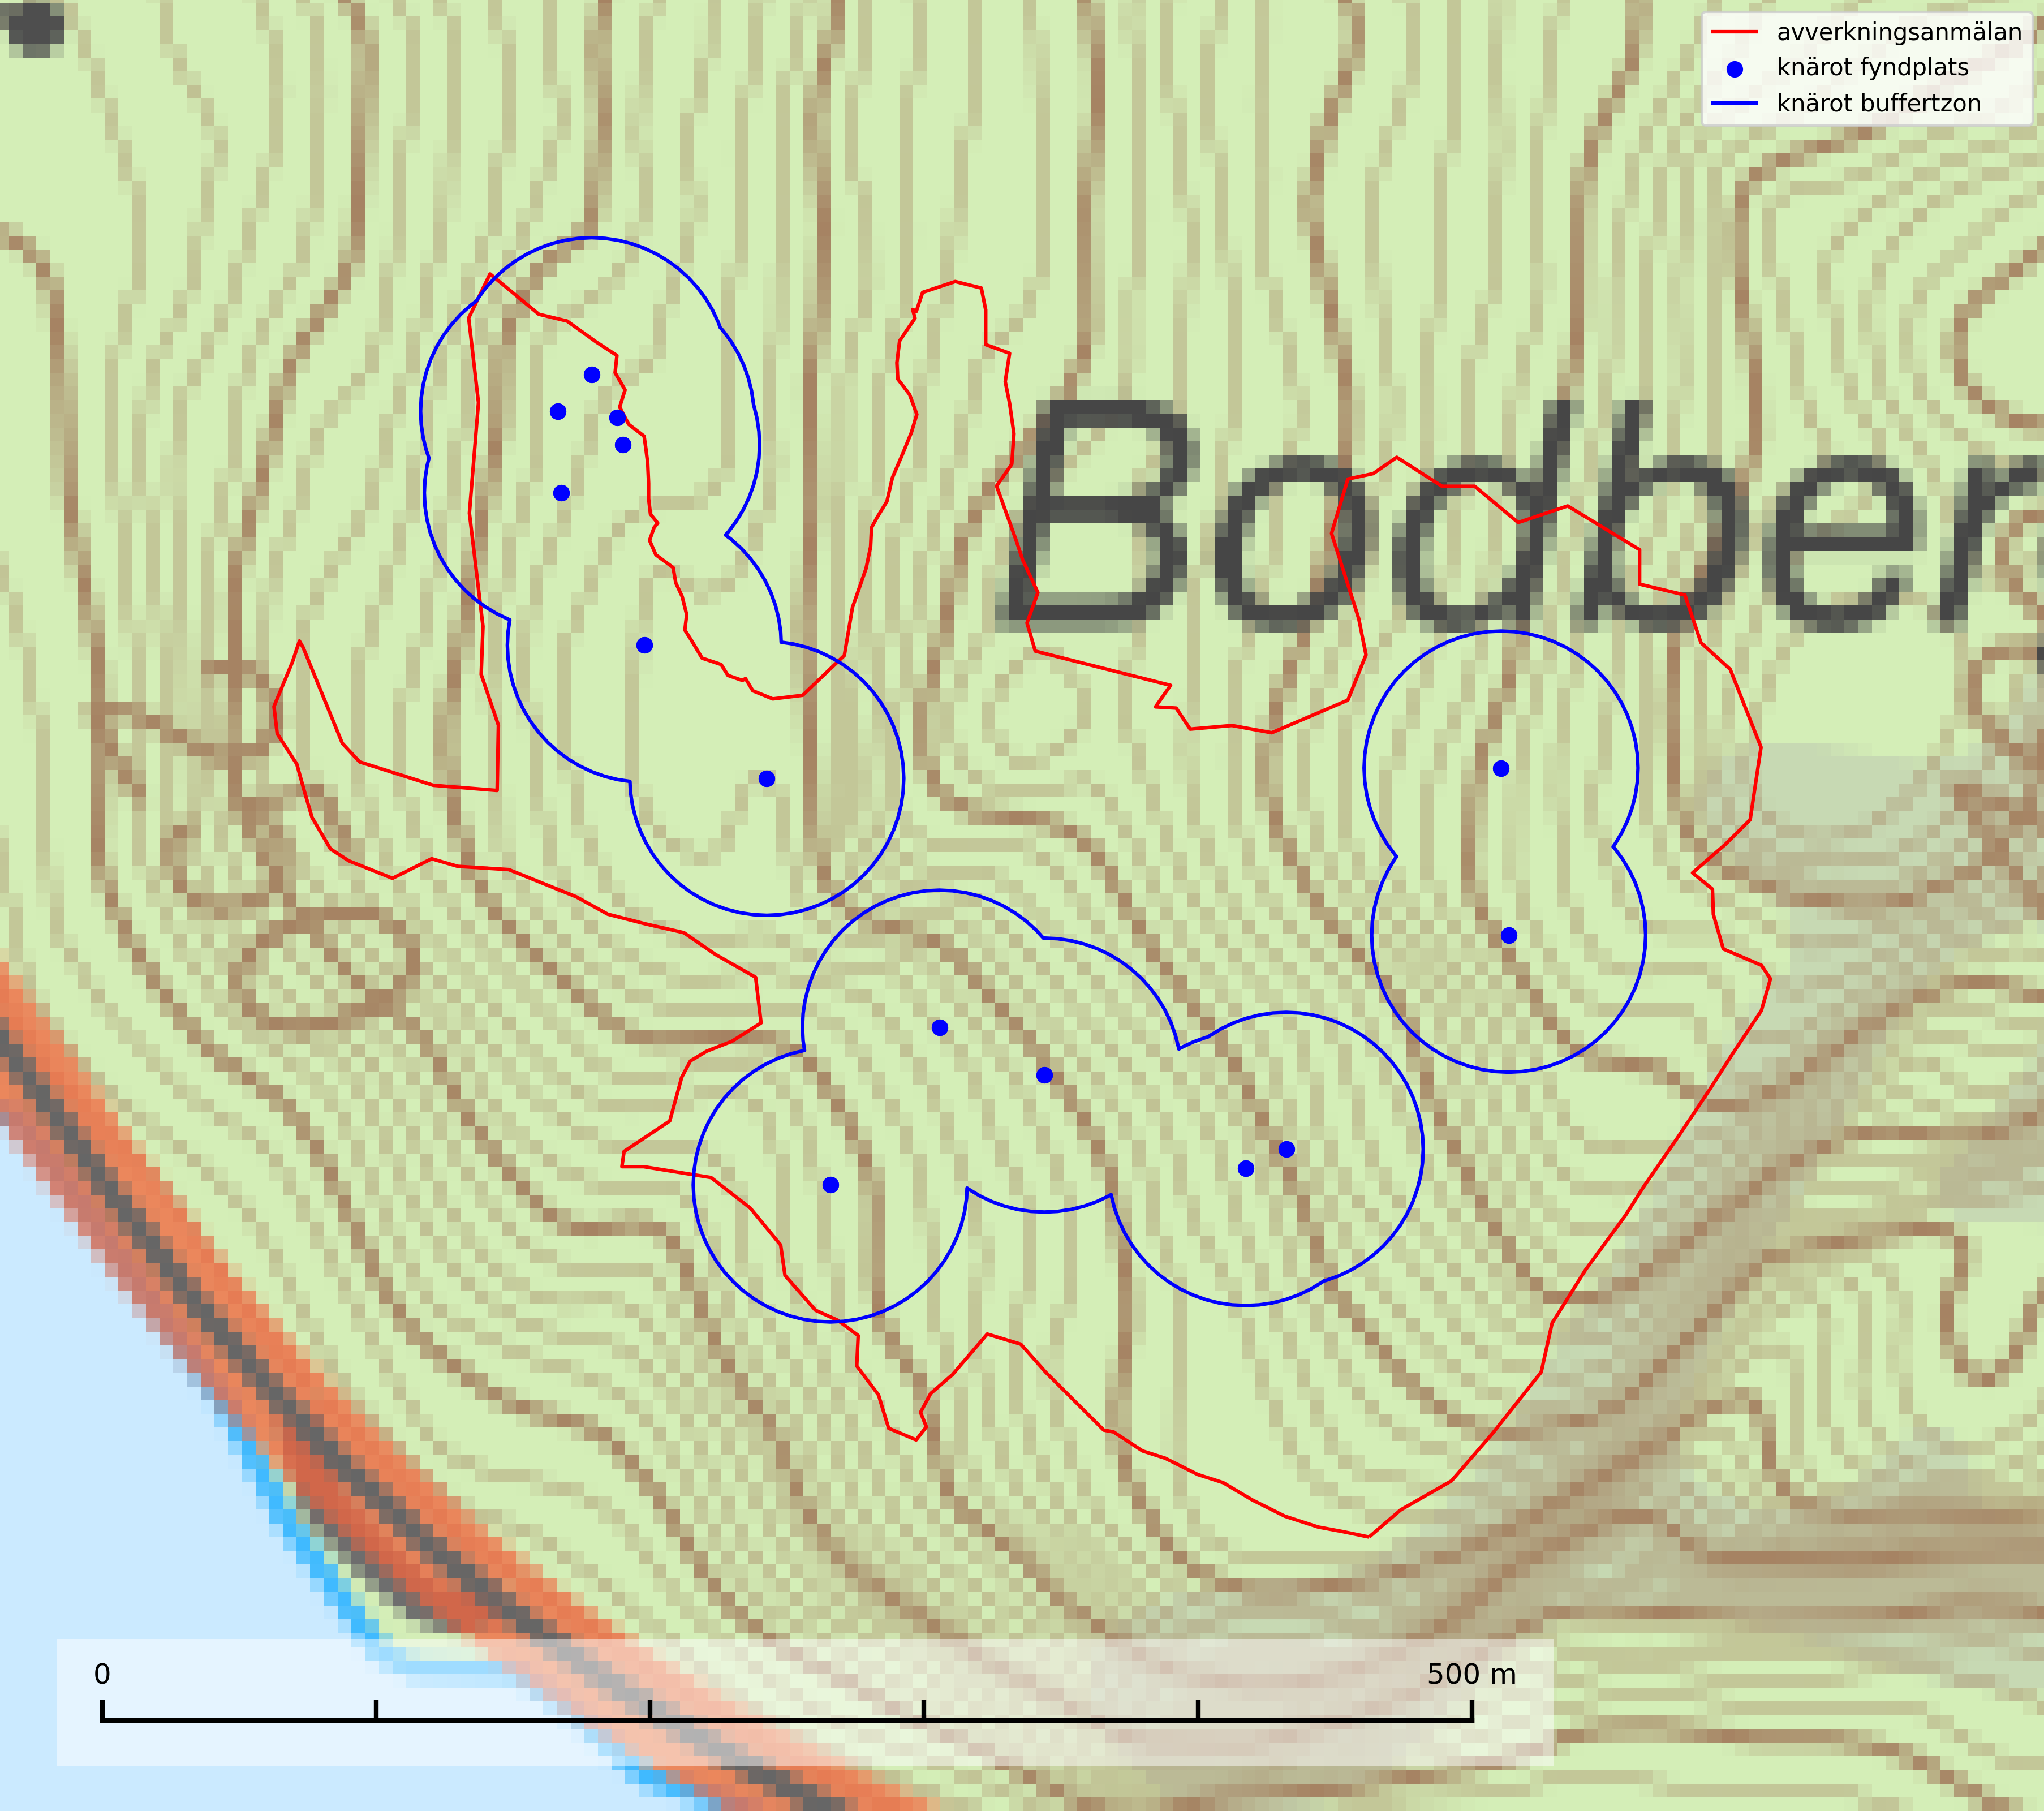 avverkningsanmälan
knärot fyndplats
knärot buffertzon
Bodber
0 500 m